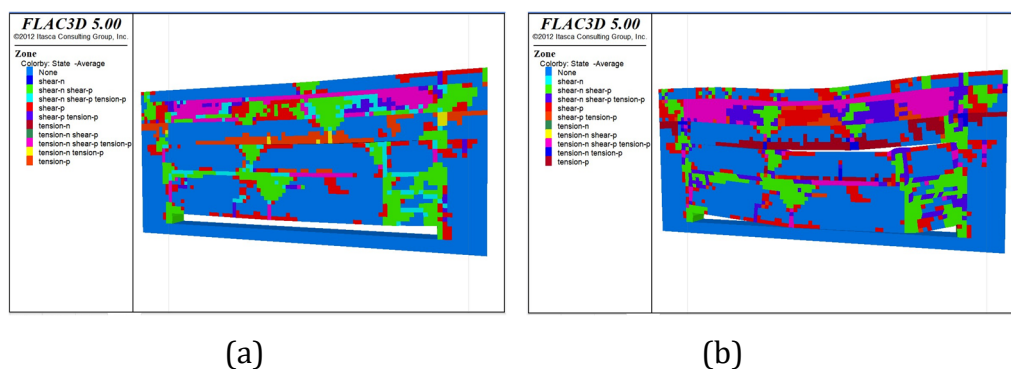 FLAC3D 5.00
©2012 Itasca Consulting Group, Inc.
Zone
Colorby: State -Average
None
shear-n
shear-n shear-p
shear-n shear-p tension-p
shear-p
shear-p tension-p
tension-n
tension-n shear-p
tension-n shear-p tension-p
tension-n tension-p
tension-p
(a)
FLAC3D 5.00
©2012 Itasca Consulting Group, Inc.
Zone
Colorby: State -Average
None
shear-n
shear-n shear-p
shear-n shear-p tension-p
shear-p
shear-p tension-p
tension-n
tension-n shear-p
tension-n shear-p tension-p
tension-n tension-p
tension-p
(b)